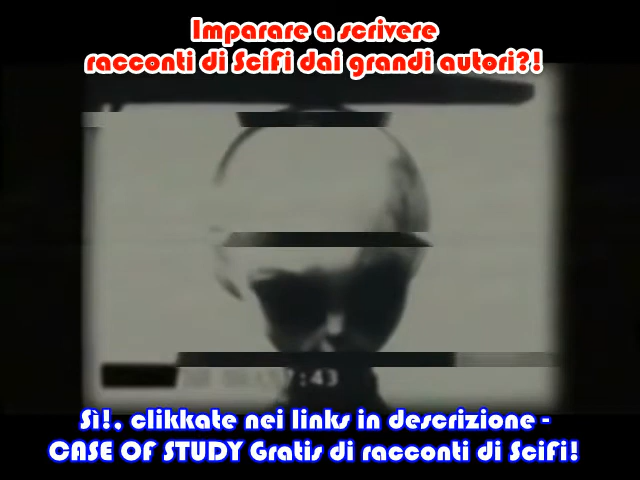 Imparare a scrivere
racconti di SciFi dai grandi autori?!
:43
Sì!, clikkate nei links in descrizione -
CASE OF STUDY Gratis di racconti di SciFi!